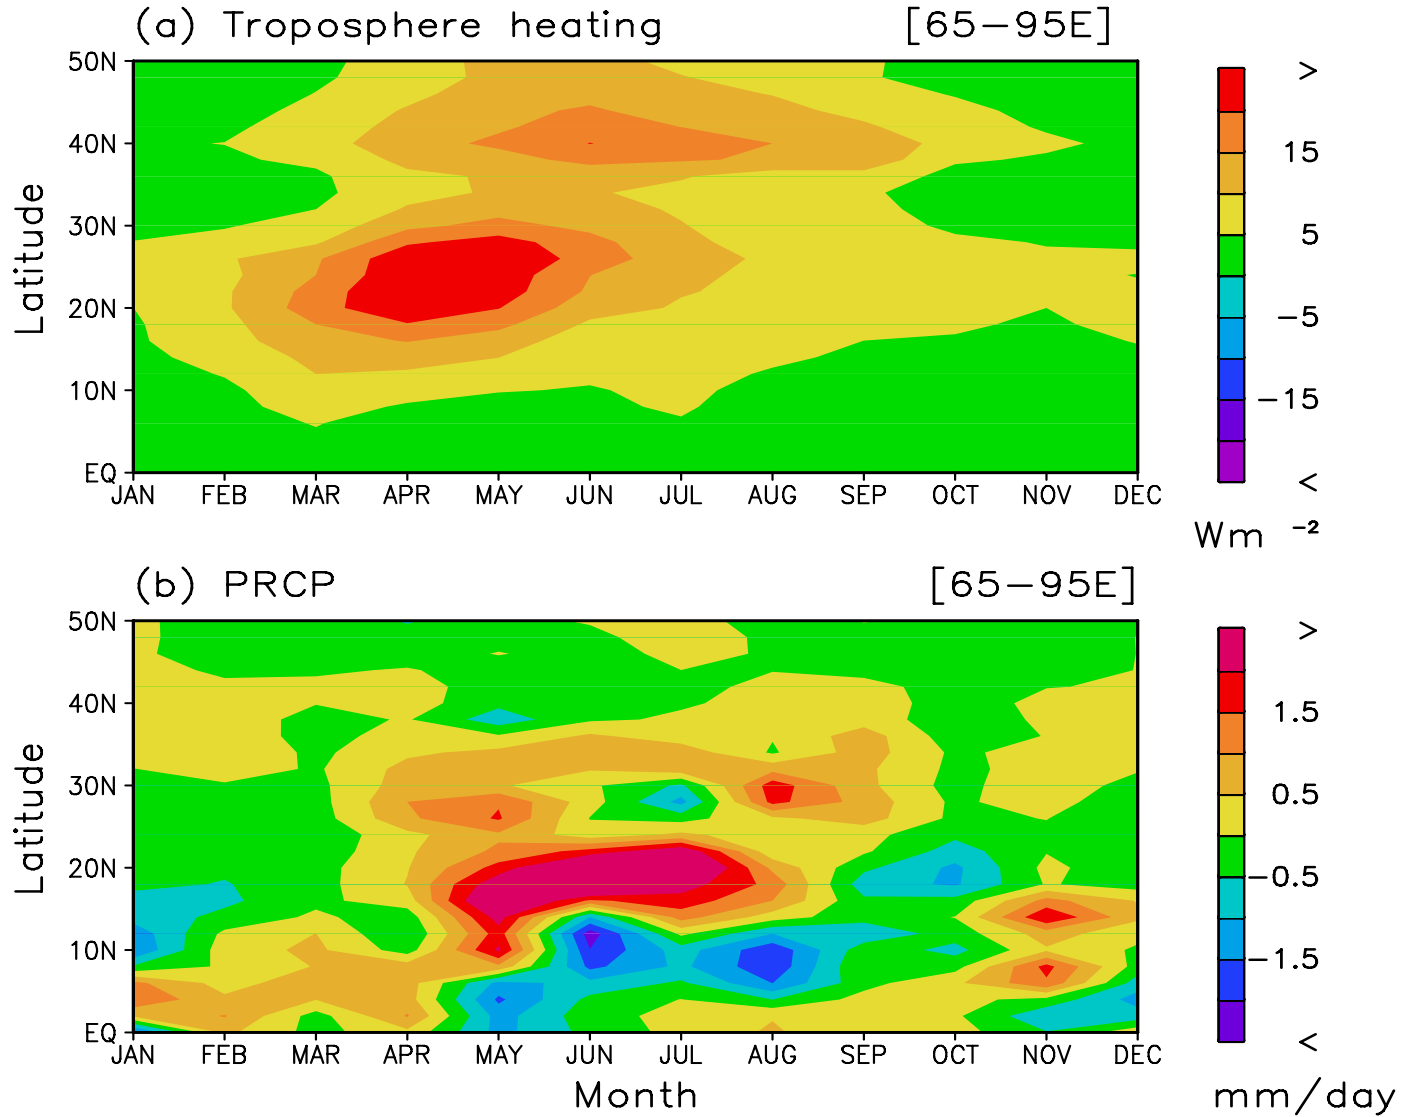 (a) Troposphere heating [65−95E]
50N
40N
30N
20N
10N
EQ
Latitude
JAN FEB MAR APR MAY JUN JUL AUG SEP OCT NOV DEC
>
15
5
−5
−15
<
Wm −2
(b) PRCP [65−95E]
50N
40N
30N
20N
10N
EQ
Latitude
JAN FEB MAR APR MAY JUN JUL AUG SEP OCT NOV DEC
Month
>
1.5
0.5
−0.5
−1.5
<
mm/day